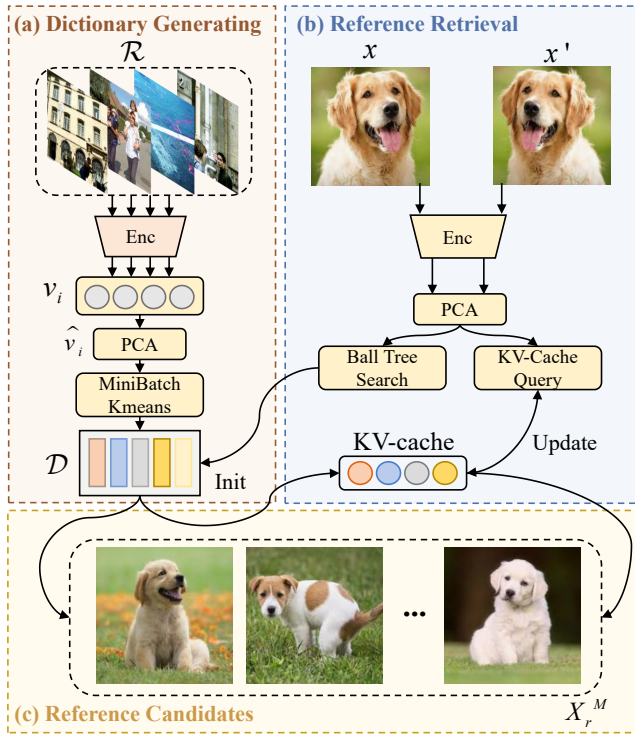 (a) Dictionary Generating
ℛ
Enc
v_i
v̂_i
PCA
MiniBatch
Kmeans
𝒟
Init
(b) Reference Retrieval
x
x'
Enc
PCA
Ball Tree
Search
KV-Cache
Query
KV-cache
Update
...
X_r^M
(c) Reference Candidates